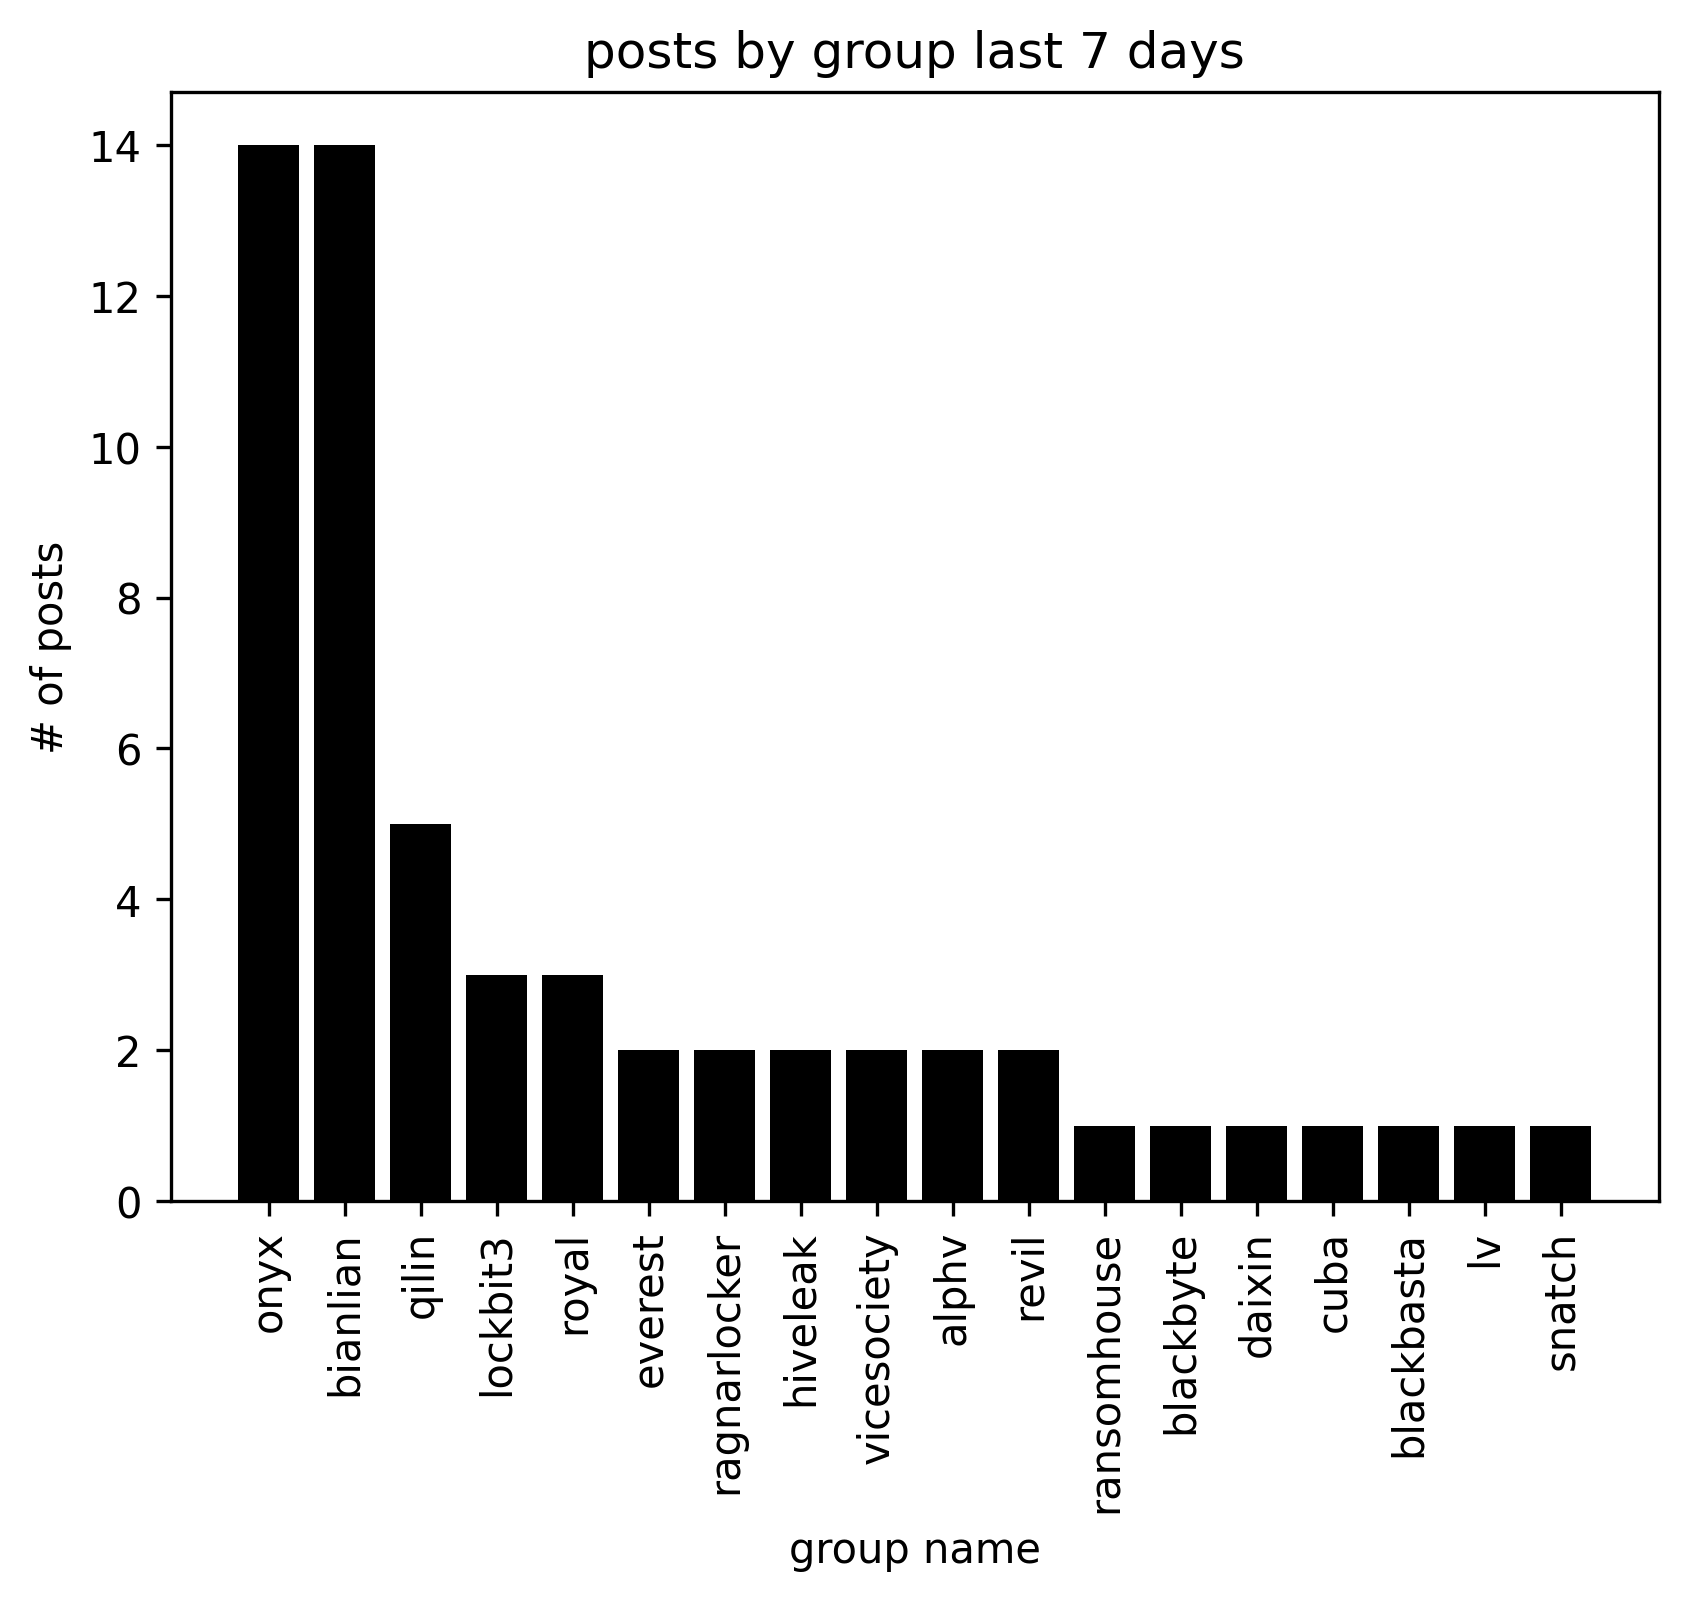 posts by group last 7 days
14
12
10
8
6
4
2
0
# of posts
onyx
bianlian
qilin
lockbit3
royal
everest
ragnarlocker
hiveleak
vicesociety
alphv
revil
ransomhouse
blackbyte
daixin
cuba
blackbasta
lv
snatch
group name